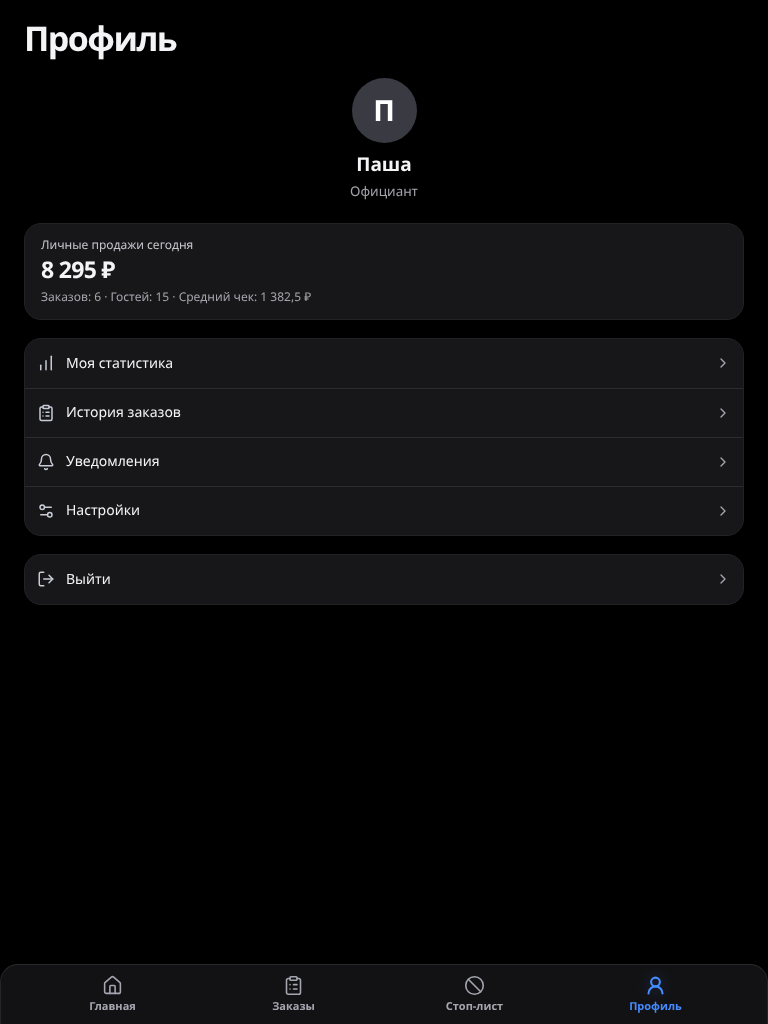 Профиль
П
Паша
Официант
Личные продажи сегодня
8 295 ₽
Заказов: 6 · Гостей: 15 · Средний чек: 1 382,5 ₽
Моя статистика
История заказов
Уведомления
Настройки
Выйти
Главная
Заказы
Стоп-лист
Профиль